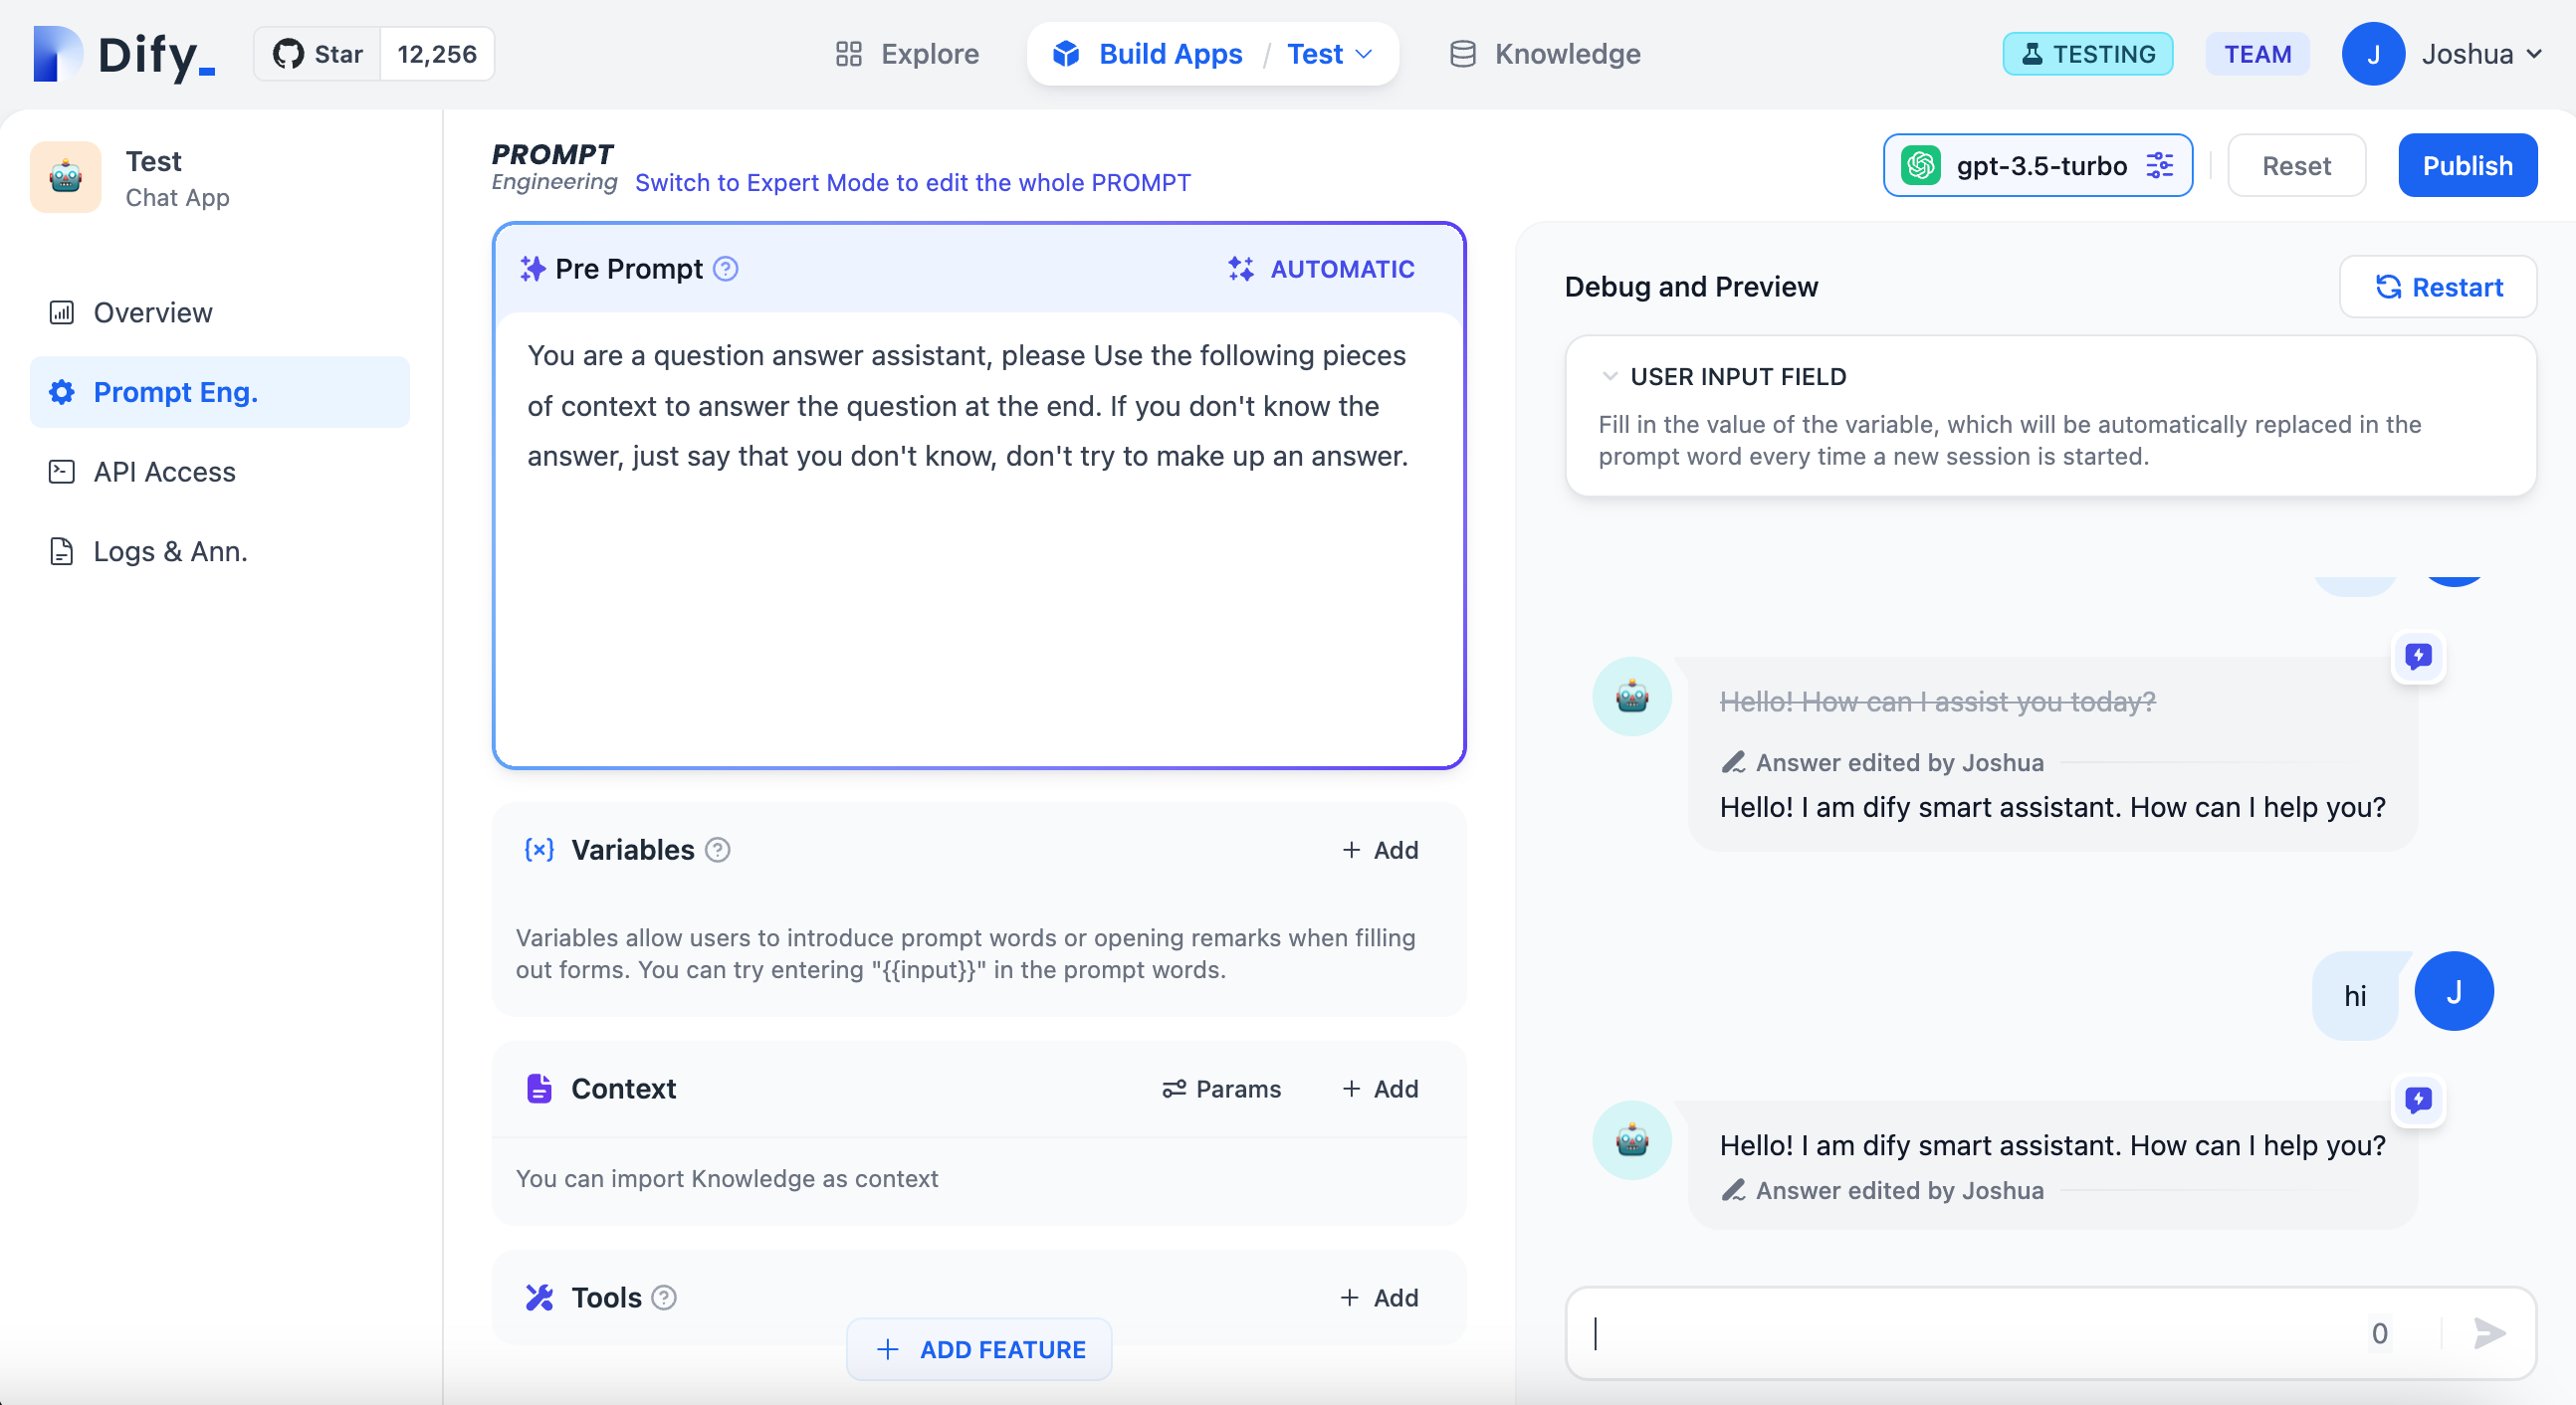 Dify_
Star 12,256
Explore
Build Apps / Test
Knowledge
TESTING
TEAM
J Joshua
Test
Chat App
Overview
Prompt Eng.
API Access
Logs & Ann.
PROMPT
Engineering Switch to Expert Mode to edit the whole PROMPT
gpt-3.5-turbo
Reset
Publish
Pre Prompt
AUTOMATIC
You are a question answer assistant, please Use the following pieces
of context to answer the question at the end. If you don't know the
answer, just say that you don't know, don't try to make up an answer.
{x} Variables
+ Add
Variables allow users to introduce prompt words or opening remarks when filling
out forms. You can try entering "{{input}}" in the prompt words.
Context
Params
+ Add
You can import Knowledge as context
Tools
+ Add
+ ADD FEATURE
Debug and Preview
Restart
USER INPUT FIELD
Fill in the value of the variable, which will be automatically replaced in the
prompt word every time a new session is started.
Hello! How can I assist you today?
Answer edited by Joshua
Hello! I am dify smart assistant. How can I help you?
hi
J
Hello! I am dify smart assistant. How can I help you?
Answer edited by Joshua
0